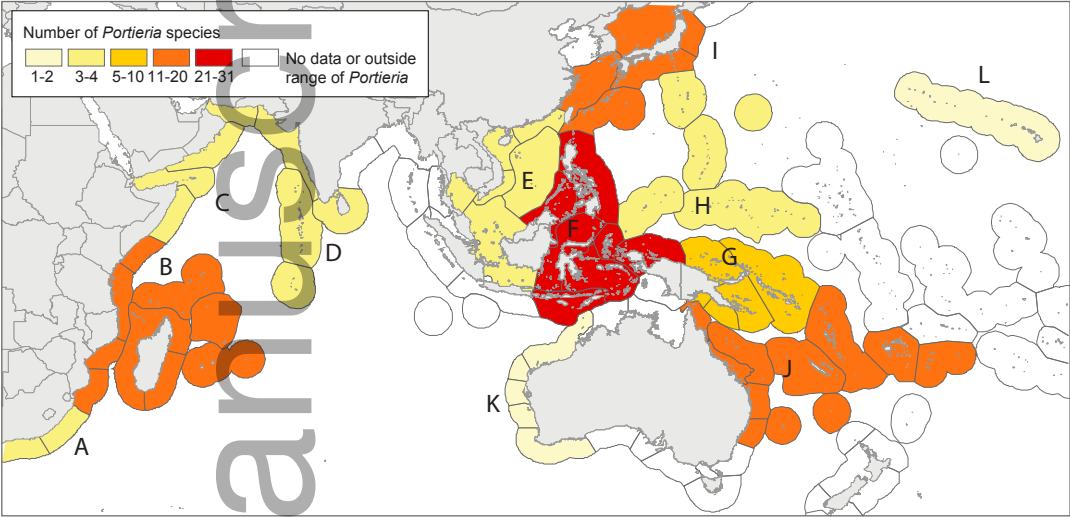 Number of Portieria species
1-2 3-4 5-10 11-20 21-31 No data or outside
range of Portieria
I
L
E
C
H
F
D
G
B
J
K
A
anuscr